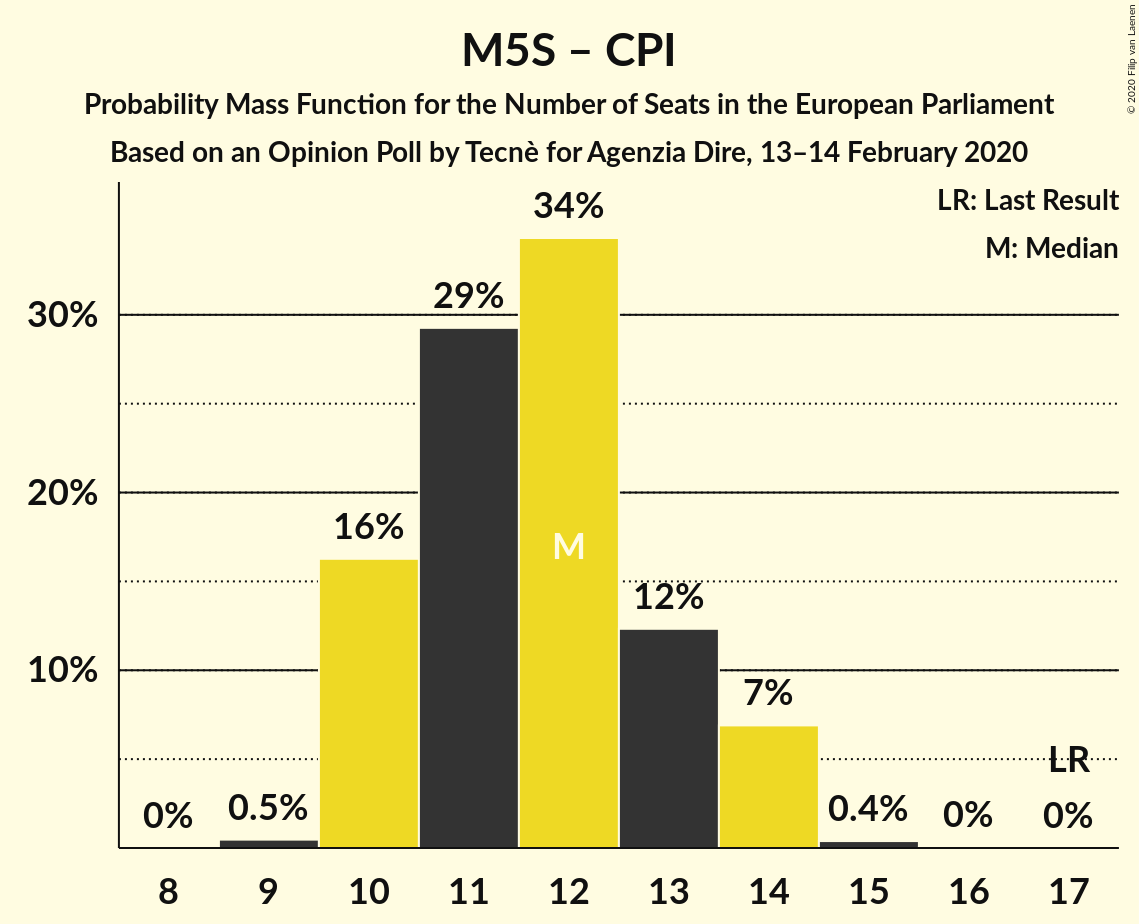 M5S – CPI
Probability Mass Function for the Number of Seats in the European Parliament
Based on an Opinion Poll by Tecnè for Agenzia Dire, 13–14 February 2020
© 2020 Filip van Laenen
LR: Last Result
M: Median
34%
29%
30%
20%
16%
M
12%
10%
7%
LR
0%
0.5%
0.4%
0%
0%
8 9 10 11 12 13 14 15 16 17